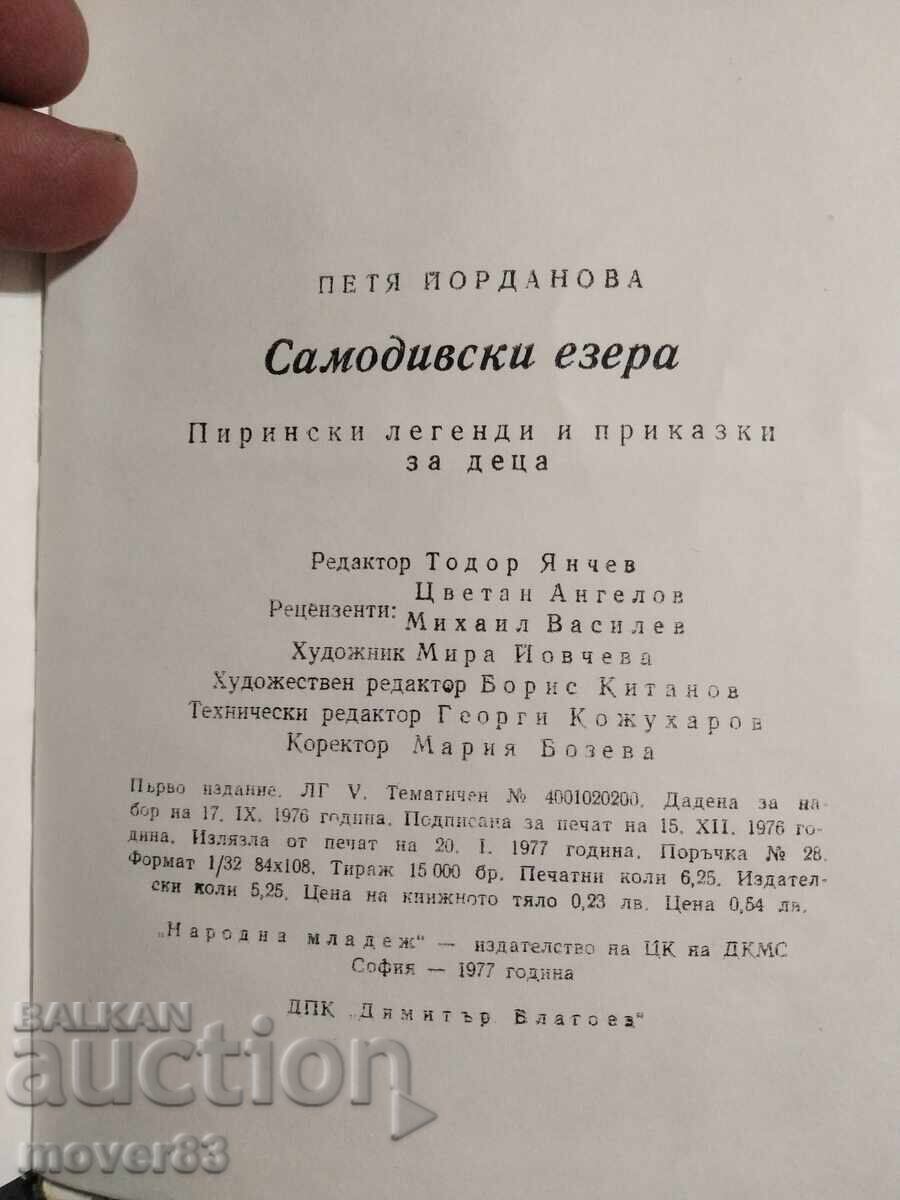 ПЕТЯ ЙОРДАНОВА
Самодивски езера
Пирински легенди и приказки
за деца
Редактор Тодор Янчев
Рецензенти: Цветан Ангелов
Михаил Василев
Художник Мира Йовчева
Художествен редактор Борис Китанов
Технически редактор Георги Кожухаров
Коректор Мария Бозева
Първо издание. ЛГ V. Тематичен № 4001020200. Дадена за на-
бор на 17. IX. 1976 година. Подписана за печат на 15. XII. 1976 го-
дина. Излязла от печат на 20. I. 1977 година. Поръчка № 28.
Формат 1/32 84х108. Тираж 15 000 бр. Печатни коли 6,25. Издател-
ски коли 5,25. Цена на книжното тяло 0,23 лв. Цена 0,54 лв.
„Народна младеж“ — издателство на ЦК на ДКМС
София — 1977 година
ДПК „Димитър Благоев“
BALKAN
auction
mover83